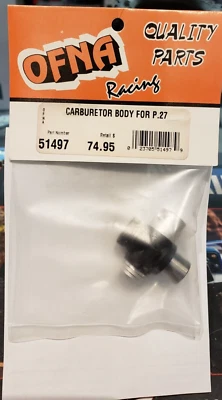 OFNA
Racing
QUALITY
PARTS
CARBURETOR BODY FOR P.27
Part Number
Retail $
51497
74.95